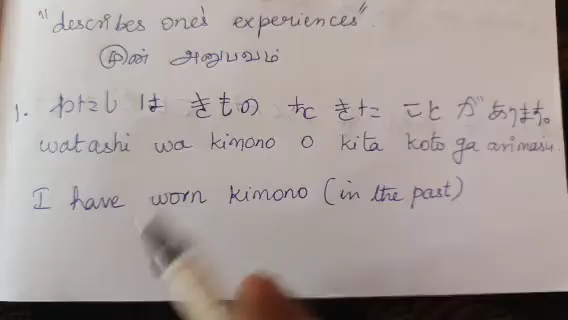 "describes one's experiences".
முன் அனுபவம்
1. わたし は きもの を きた こと が あります。
watashi wa kimono o kita koto ga arimasu.
I have worn kimono (in the past)